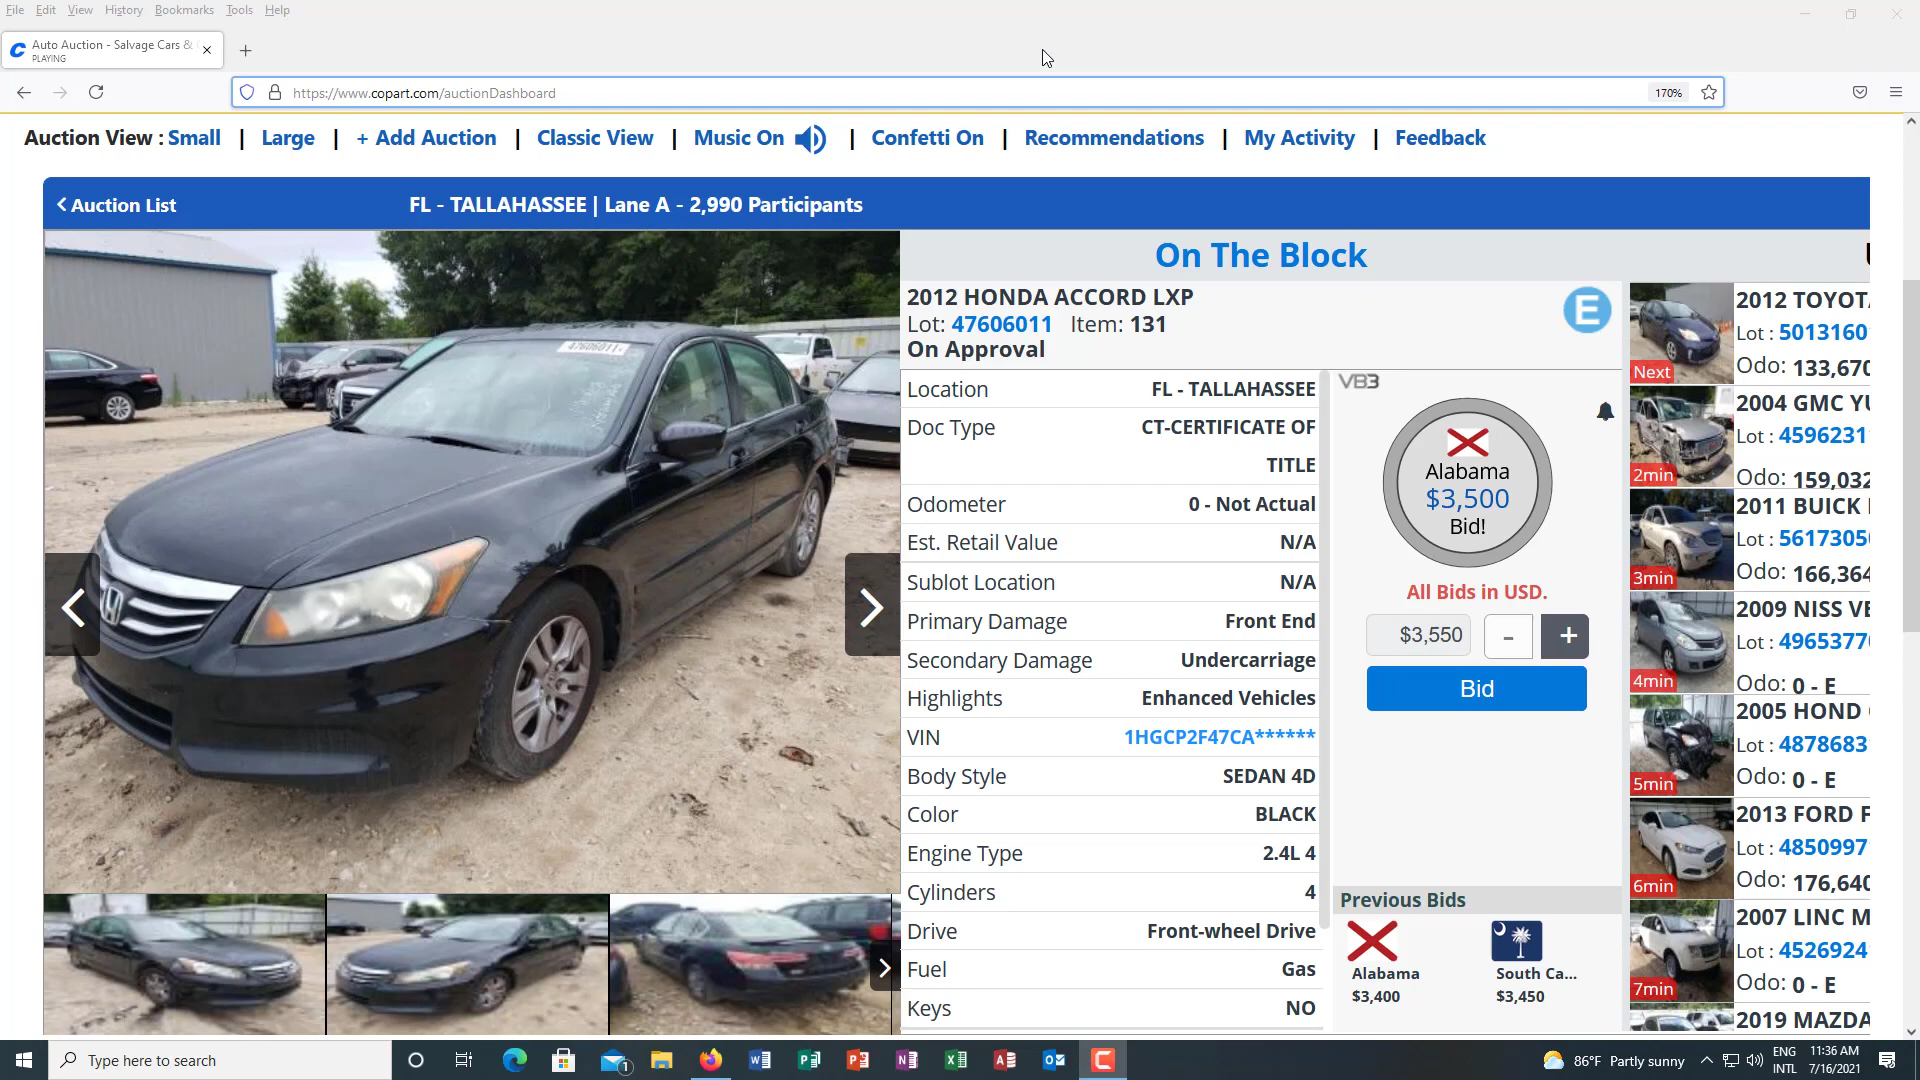 File Edit View History Bookmarks Tools Help
Auto Auction - Salvage Cars &
PLAYING
https://www.copart.com/auctionDashboard
170%
Auction View : Small | Large | + Add Auction | Classic View | Music On | Confetti On | Recommendations | My Activity | Feedback
Auction List
FL - TALLAHASSEE | Lane A - 2,990 Participants
On The Block
2012 HONDA ACCORD LXP
Lot: 47606011 Item: 131
On Approval
E
47606011
Location FL - TALLAHASSEE
Doc Type CT-CERTIFICATE OF
TITLE
Odometer 0 - Not Actual
Est. Retail Value N/A
Sublot Location N/A
Primary Damage Front End
Secondary Damage Undercarriage
Highlights Enhanced Vehicles
VIN 1HGCP2F47CA******
Body Style SEDAN 4D
Color BLACK
Engine Type 2.4L 4
Cylinders 4
Drive Front-wheel Drive
Fuel Gas
Keys NO
VB3
Alabama
$3,500
Bid!
All Bids in USD.
$3,550 - +
Bid
Previous Bids
Alabama
$3,400
South Ca...
$3,450
2012 TOYOTA
Lot : 5013160
Odo: 133,670
Next
2004 GMC YU
Lot : 4596231
Odo: 159,032
2min
2011 BUICK
Lot : 5617305
Odo: 166,364
3min
2009 NISS VE
Lot : 4965377
Odo: 0 - E
4min
2005 HOND
Lot : 4878683
Odo: 0 - E
5min
2013 FORD F
Lot : 4850997
Odo: 176,640
6min
2007 LINC M
Lot : 4526924
Odo: 0 - E
7min
2019 MAZDA
Type here to search
86°F Partly sunny
ENG
INTL
11:36 AM
7/16/2021